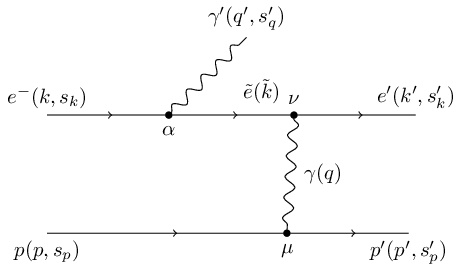 γ′(q′, s′_q)
e⁻(k, s_k)
ẽ(k̃)
ν
e′(k′, s′_k)
α
γ(q)
p(p, s_p)
μ
p′(p′, s′_p)